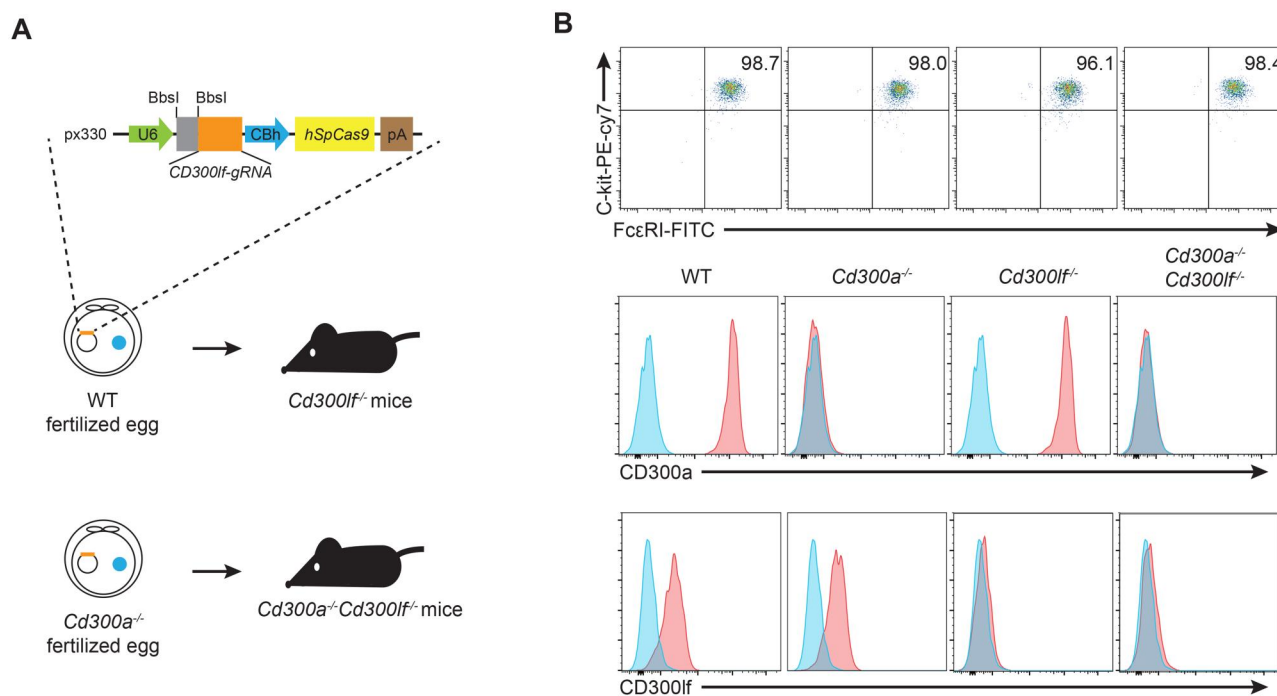 A
BbsI BbsI
px330 U6 CBh hSpCas9 pA
CD300lf-gRNA
WT
fertilized egg
Cd300lf-/- mice
Cd300a-/-
fertilized egg
Cd300a-/-Cd300lf-/- mice
B
98.7 98.0 96.1 98.4
C-kit-PE-cy7
FcεRI-FITC
WT Cd300a-/- Cd300lf-/- Cd300a-/-
Cd300lf-/-
CD300a
CD300lf